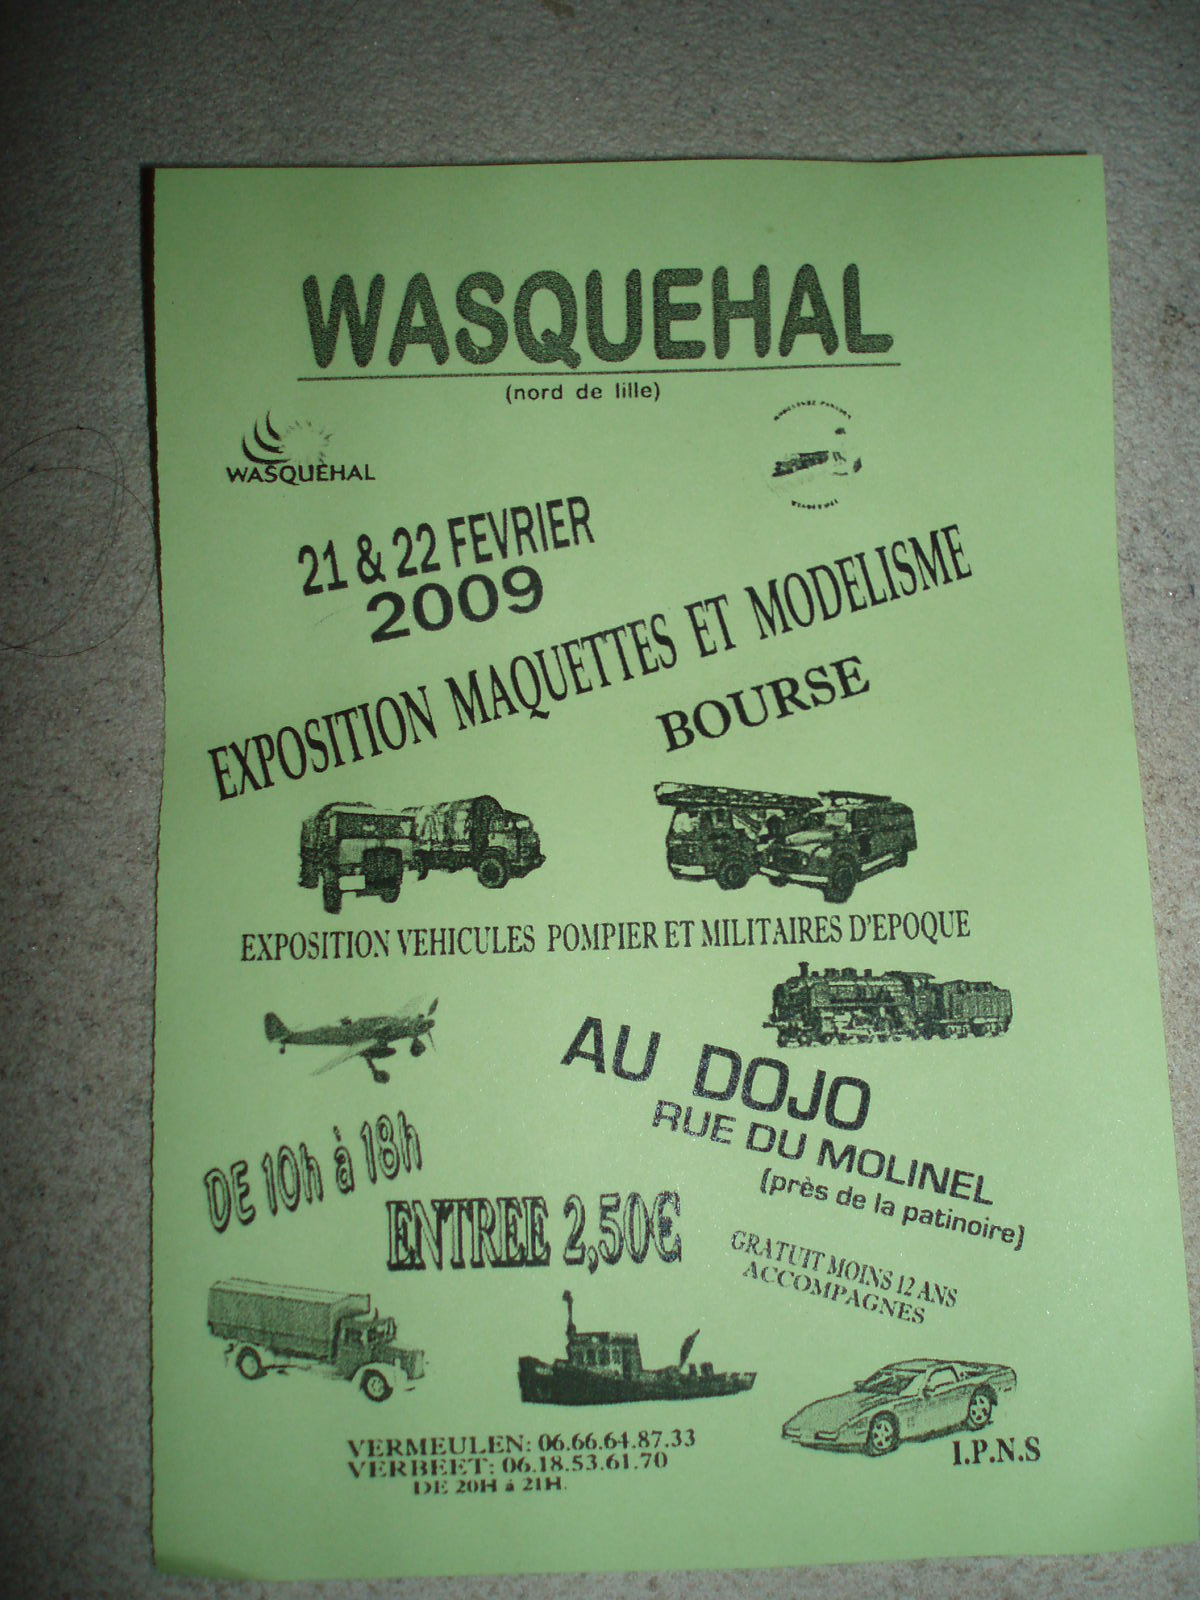 WASQUEHAL
(nord de lille)
WASQUEHAL
21 & 22 FEVRIER
2009
EXPOSITION MAQUETTES ET MODELISME
BOURSE
EXPOSITION VEHICULES POMPIER ET MILITAIRES D'EPOQUE
AU DOJO
RUE DU MOLINEL
(près de la patinoire)
DE 10h à 18h
ENTREE 2,50€
GRATUIT MOINS 12 ANS
ACCOMPAGNES
VERMEULEN: 06.66.64.87.33
VERBEET: 06.18.53.61.70
DE 20H à 21H.
I.P.N.S